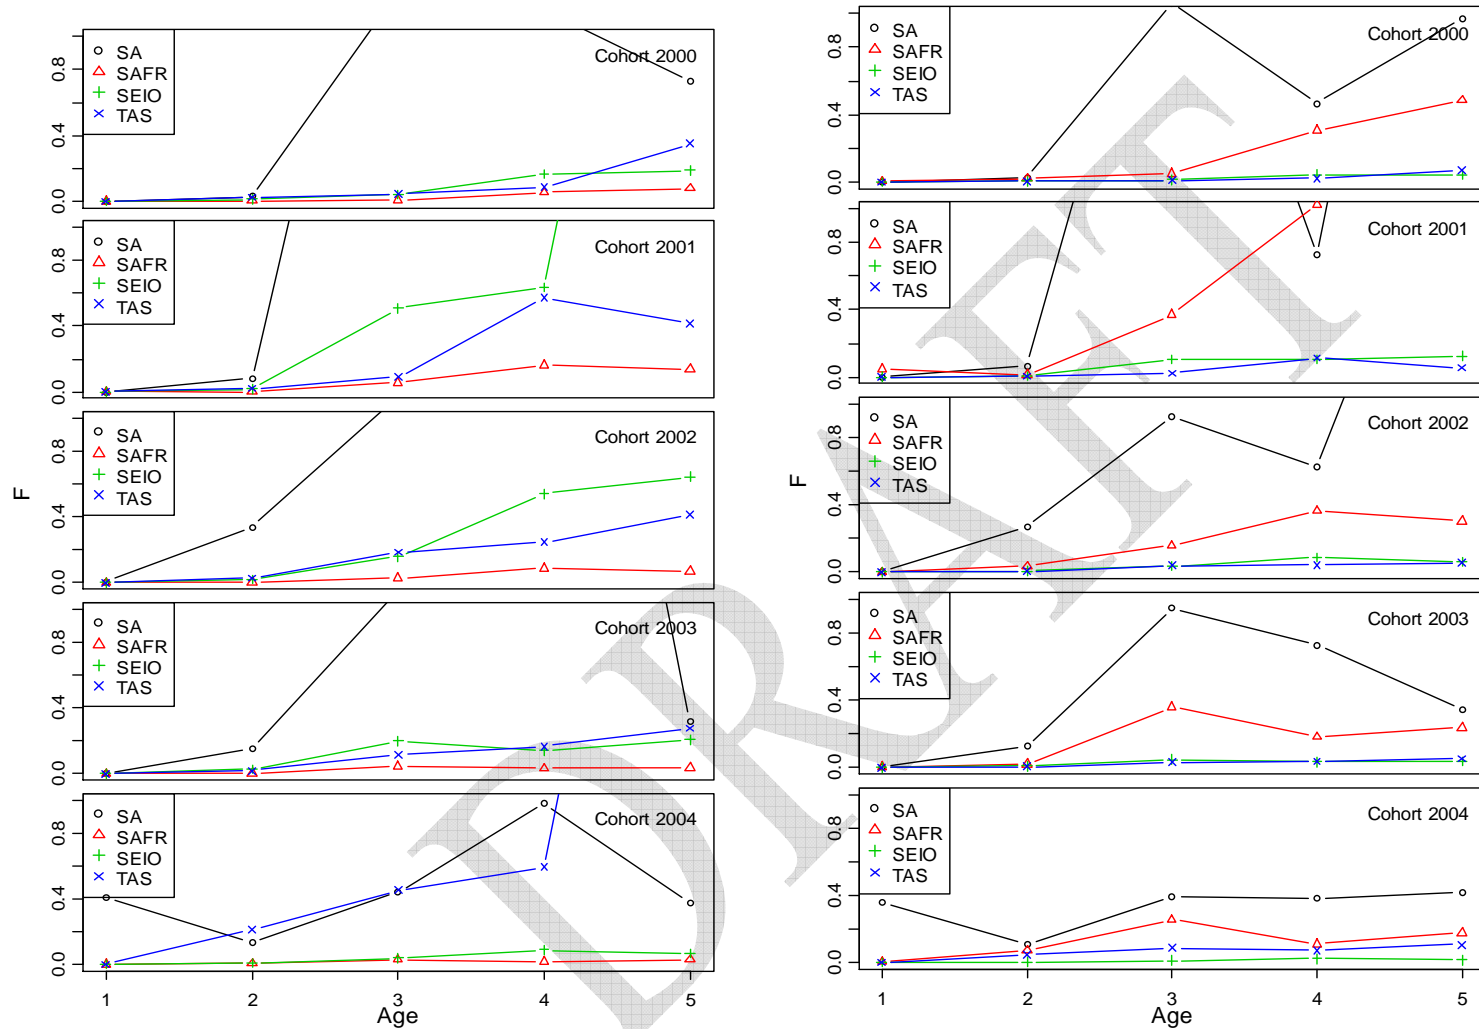 SA
SAFR
SEIO
TAS
Cohort 2000
0.0 0.4 0.8
SA
SAFR
SEIO
TAS
Cohort 2001
0.0 0.4 0.8
SA
SAFR
SEIO
TAS
Cohort 2002
0.0 0.4 0.8
F
SA
SAFR
SEIO
TAS
Cohort 2003
0.0 0.4 0.8
SA
SAFR
SEIO
TAS
Cohort 2004
0.0 0.4 0.8
1 2 3 4 5
Age
SA
SAFR
SEIO
TAS
Cohort 2000
0.0 0.4 0.8
SA
SAFR
SEIO
TAS
Cohort 2001
0.0 0.4 0.8
SA
SAFR
SEIO
TAS
Cohort 2002
0.0 0.4 0.8
F
SA
SAFR
SEIO
TAS
Cohort 2003
0.0 0.4 0.8
SA
SAFR
SEIO
TAS
Cohort 2004
0.0 0.4 0.8
1 2 3 4 5
Age
DRAFT